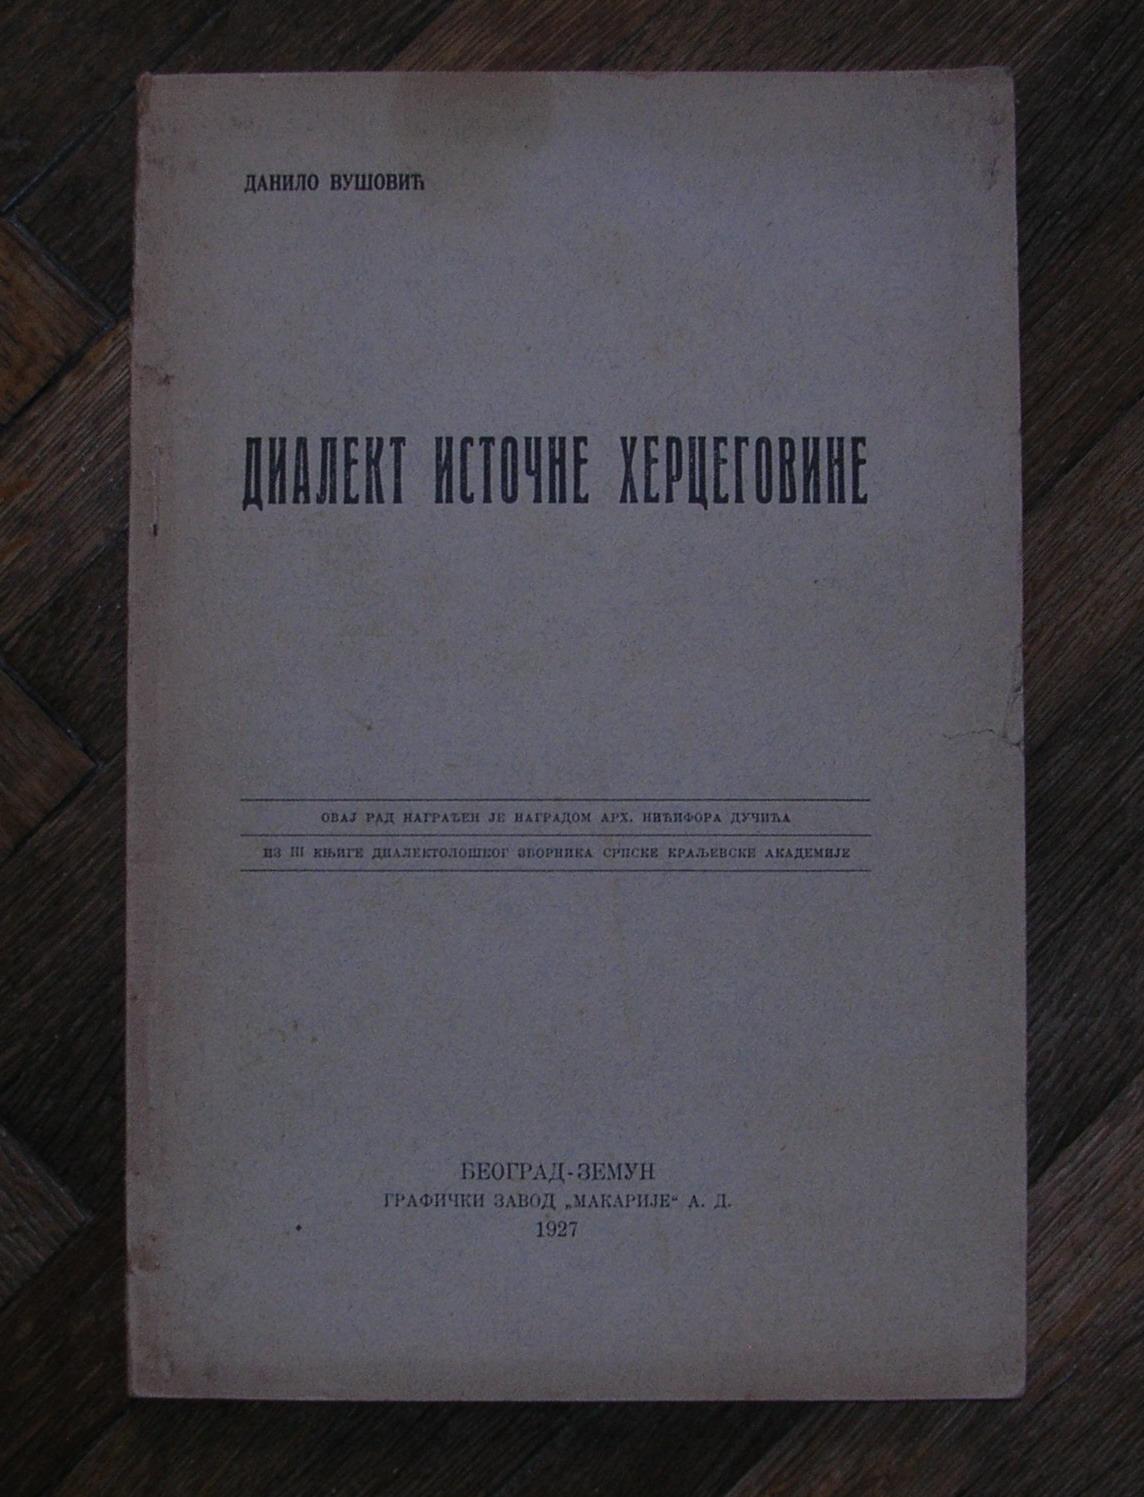 ДАНИЛО ВУШОВИЋ
ДИАЛЕКТ ИСТОЧНЕ ХЕРЦЕГОВИНЕ
ОВАЈ РАД НАГРАЂЕН ЈЕ НАГРАДОМ АРХ. НИЋИФОРА ДУЧИЋА
ИЗ III КЊИГЕ ДИАЛЕКТОЛОШКОГ ЗБОРНИКА СРПСКЕ КРАЉЕВСКЕ АКАДЕМИЈЕ
БЕОГРАД-ЗЕМУН
ГРАФИЧКИ ЗАВОД „МАКАРИЈЕ“ А. Д.
1927